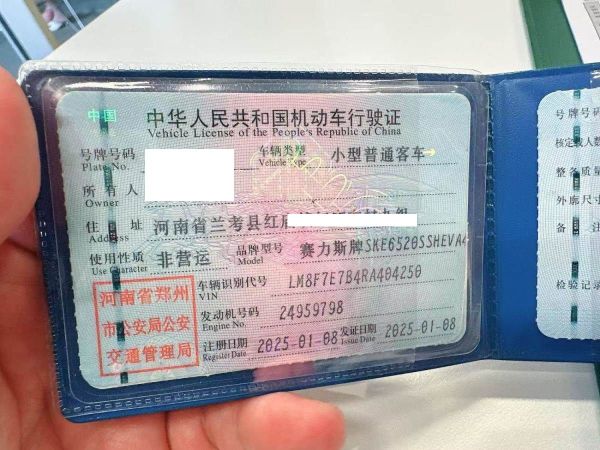 中国 中华人民共和国机动车行驶证
Vehicle License of the People's Republic of China
号牌号码 车辆类型 小型普通客车
Plate No. Vehicle Type
所有人
Owner
住址 河南省兰考县红
Address
使用性质 非营运 品牌型号 赛力斯牌SKE6520SSHEVA4
Use Character Model
车辆识别代号 LM8F7E7B4RA404250
VIN
发动机号码 24959798
Engine No.
注册日期 2025-01-08 发证日期 2025-01-08
Register Date Issue Date
河南省郑州
市公安局公安
交通管理局
号牌号码
核定载人数
整备质量
外廓尺寸
备注
检验记录